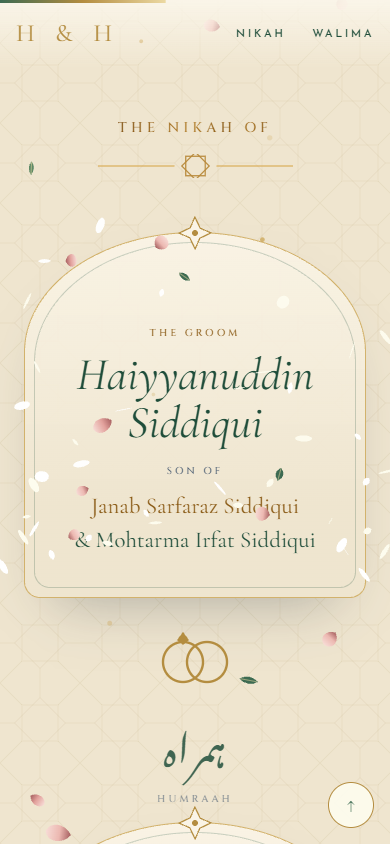 H & H
NIKAH WALIMA
THE NIKAH OF
THE GROOM
Haiyyanuddin
Siddiqui
SON OF
Janab Sarfaraz Siddiqui
& Mohtarma Irfat Siddiqui
ہمراہ
HUMRAAH
↑